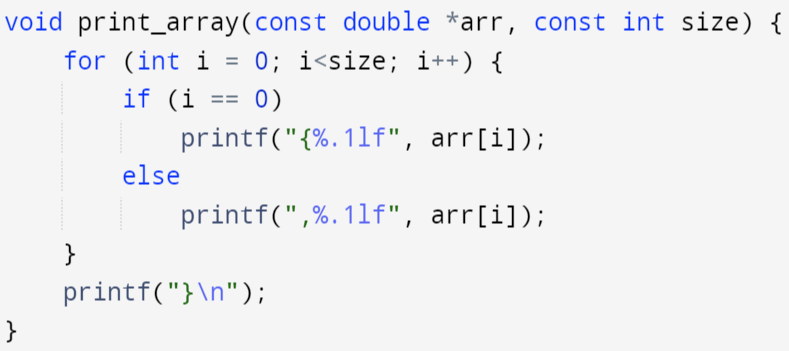 void print_array(const double *arr, const int size) {
    for (int i = 0; i<size; i++) {
        if (i == 0)
            printf("{%.1lf", arr[i]);
        else
            printf(",%.1lf", arr[i]);
    }
    printf("}\n");
}